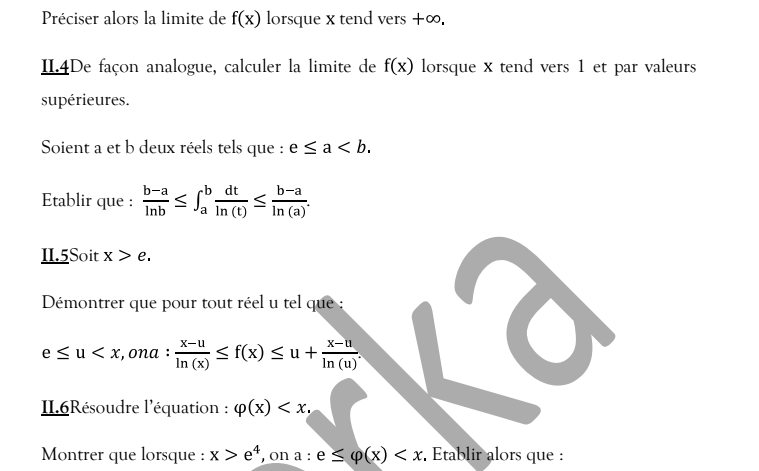 Préciser alors la limite de f(x) lorsque x tend vers +∞.
II.4De façon analogue, calculer la limite de f(x) lorsque x tend vers 1 et par valeurs
supérieures.
Soient a et b deux réels tels que : e ≤ a < b.
Etablir que : (b−a)/lnb ≤ ∫_a^b dt/ln (t) ≤ (b−a)/ln (a).
II.5Soit x > e.
Démontrer que pour tout réel u tel que :
e ≤ u < x, ona : (x−u)/ln (x) ≤ f(x) ≤ u + (x−u)/ln (u).
II.6Résoudre l'équation : φ(x) < x.
Montrer que lorsque : x > e⁴, on a : e ≤ φ(x) < x. Etablir alors que :